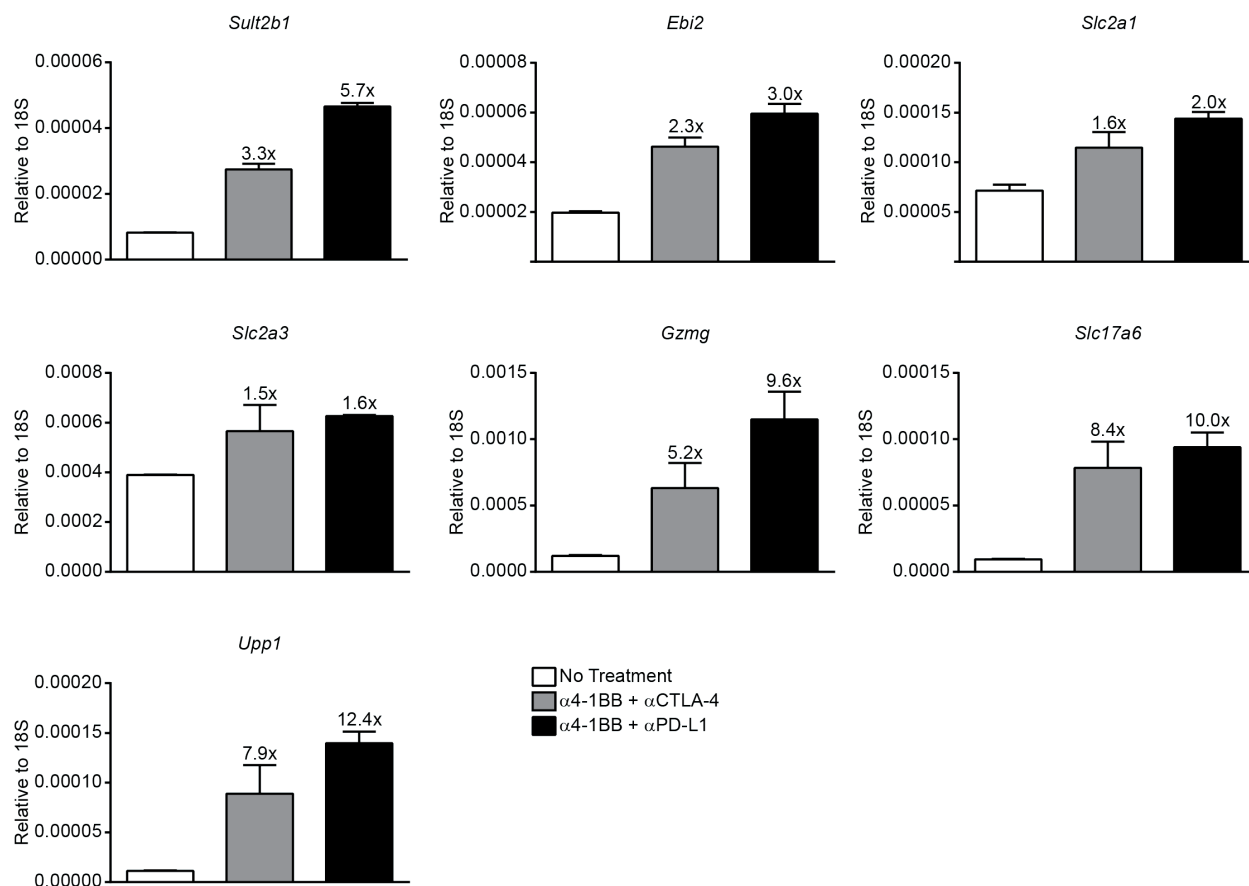 Sult2b1
Relative to 18S
0.00006
0.00004
0.00002
0.00000
3.3x
5.7x
Ebi2
Relative to 18S
0.00008
0.00006
0.00004
0.00002
2.3x
3.0x
Slc2a1
Relative to 18S
0.00020
0.00015
0.00010
0.00005
1.6x
2.0x
Slc2a3
Relative to 18S
0.0008
0.0006
0.0004
0.0002
0.0000
1.5x
1.6x
Gzmg
Relative to 18S
0.0015
0.0010
0.0005
0.0000
5.2x
9.6x
Slc17a6
Relative to 18S
0.00015
0.00010
0.00005
0.0000
8.4x
10.0x
Upp1
Relative to 18S
0.00020
0.00015
0.00010
0.00005
0.00000
7.9x
12.4x
No Treatment
α4-1BB + αCTLA-4
α4-1BB + αPD-L1